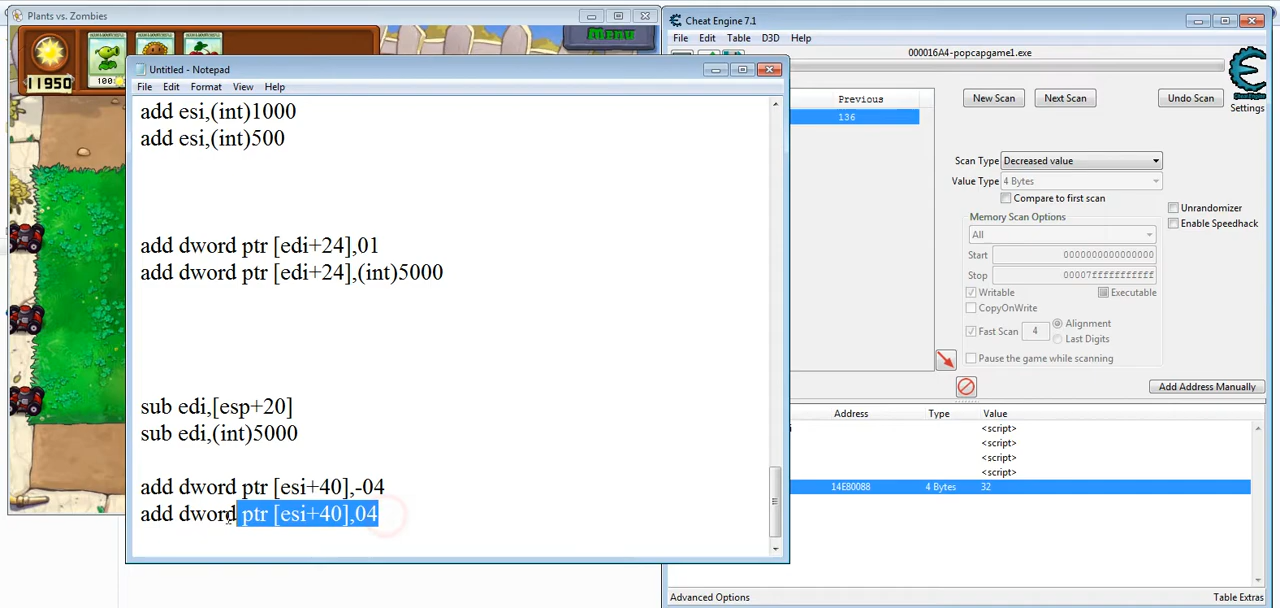 Plants vs. Zombies
Menu
11950
100
Untitled - Notepad
File Edit Format View Help
add esi,(int)1000
add esi,(int)500
add dword ptr [edi+24],01
add dword ptr [edi+24],(int)5000
sub edi,[esp+20]
sub edi,(int)5000
add dword ptr [esi+40],-04
add dword ptr [esi+40],04
Cheat Engine 7.1
File Edit Table D3D Help
000016A4-popcapgame1.exe
Settings
Previous
136
New Scan Next Scan Undo Scan
Scan Type Decreased value
Value Type 4 Bytes
Compare to first scan
Memory Scan Options
All
Start 0000000000000000
Stop 00007fffffffffff
Writable Executable
CopyOnWrite
Fast Scan 4 Alignment
Last Digits
Pause the game while scanning
Unrandomizer
Enable Speedhack
Add Address Manually
Address Type Value
<script>
<script>
<script>
<script>
14E80088 4 Bytes 32
Advanced Options Table Extras